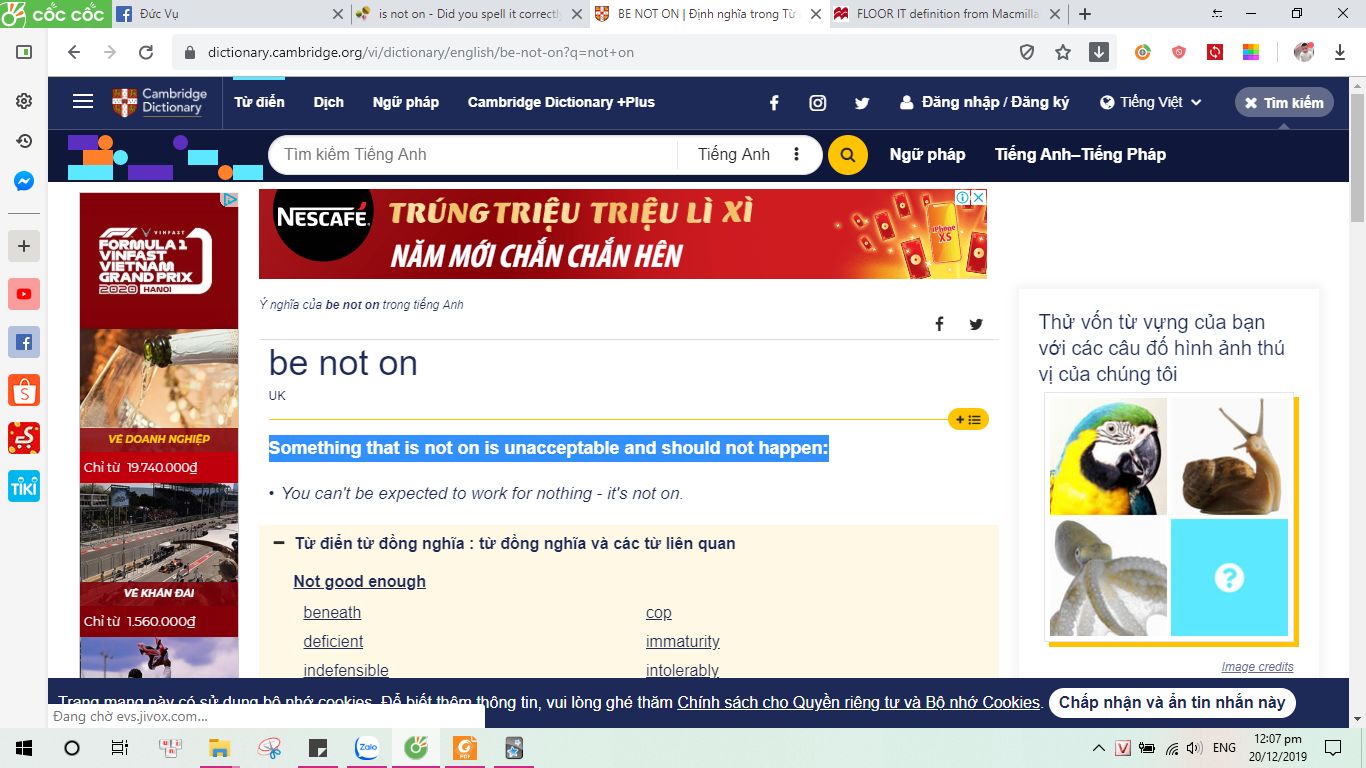 CỐC CỐC
Đức Vụ
is not on - Did you spell it correctly
BE NOT ON | Định nghĩa trong Từ
FLOOR IT definition from Macmilla
dictionary.cambridge.org/vi/dictionary/english/be-not-on?q=not+on
Cambridge Dictionary
Từ điển
Dịch
Ngữ pháp
Cambridge Dictionary +Plus
Đăng nhập / Đăng ký
Tiếng Việt
Tìm kiếm
Tìm kiếm Tiếng Anh
Tiếng Anh
Ngữ pháp
Tiếng Anh–Tiếng Pháp
VINFAST
FORMULA 1
VINFAST
VIETNAM
GRAND PRIX
2020 HANOI
VÉ DOANH NGHIỆP
Chỉ từ 19.740.000₫
VÉ KHÁN ĐÀI
Chỉ từ 1.560.000₫
NESCAFÉ.
TRÚNG TRIỆU TRIỆU LÌ XÌ
NĂM MỚI CHẮN CHẮN HÊN
iPhone XS
Ý nghĩa của be not on trong tiếng Anh
be not on
UK
Something that is not on is unacceptable and should not happen:
• You can't be expected to work for nothing - it's not on.
Từ điển từ đồng nghĩa : từ đồng nghĩa và các từ liên quan
Not good enough
beneath
cop
deficient
immaturity
indefensible
intolerably
Thử vốn từ vựng của bạn
với các câu đố hình ảnh thú
vị của chúng tôi
?
Image credits
Trang mạng này có sử dụng bộ nhớ cookies. Để biết thêm thông tin, vui lòng ghé thăm Chính sách cho Quyền riêng tư và Bộ nhớ Cookies.
Chấp nhận và ẩn tin nhắn này
Đang chờ evs.jivox.com...
TIKI
Zalo
PDF
V
ENG
12:07 pm
20/12/2019